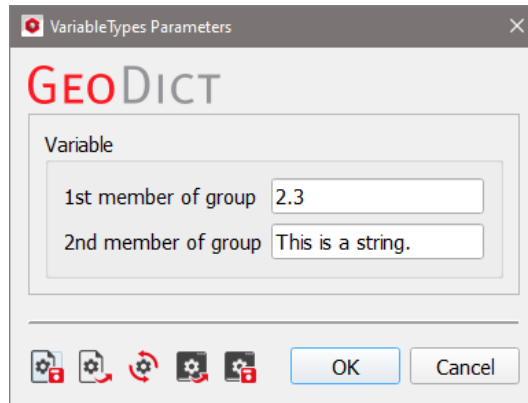 VariableTypes Parameters
GEODICT
Variable
1st member of group 2.3
2nd member of group This is a string.
OK Cancel